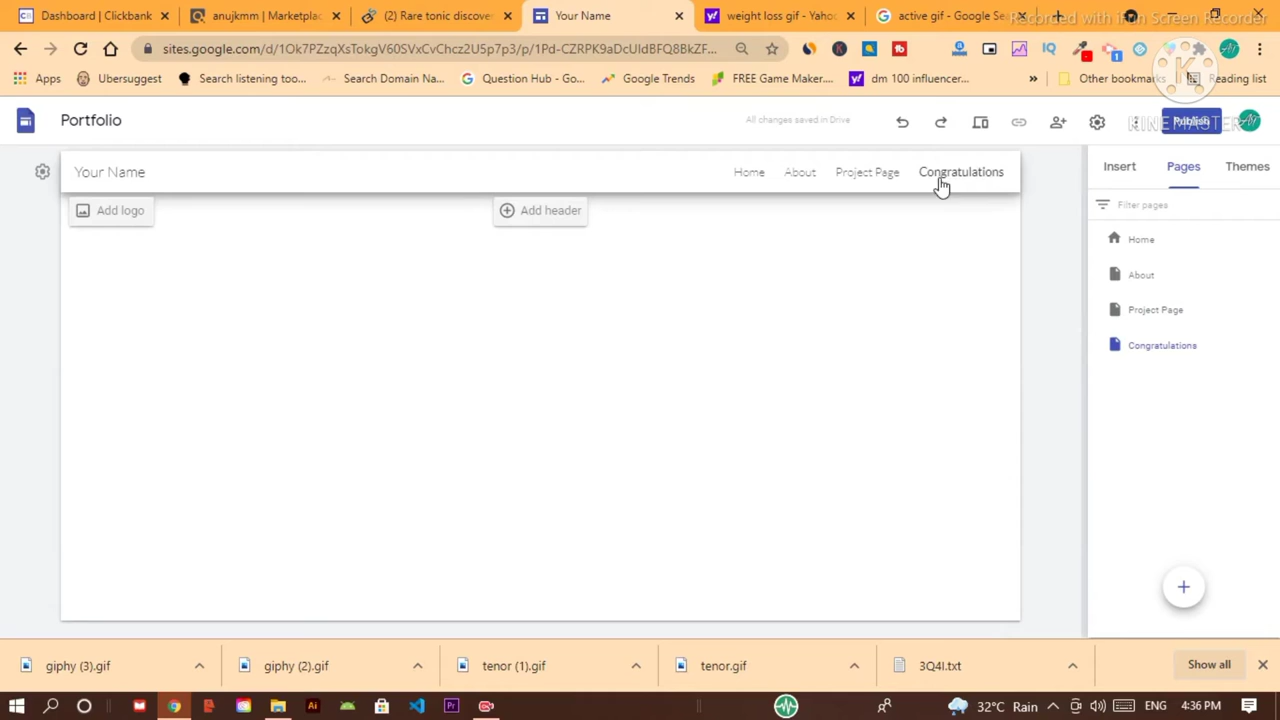 Dashboard | Clickbank
anujkmm | Marketplac
(2) Rare tonic discove
Your Name
weight loss gif - Yahoo
active gif - Google Se
Recorded with iFun Screen Recorder
sites.google.com/d/1Ok7PZzqXsTokgV60SVxCvChcz2U5p7p3/p/1Pd-CZRPK9aDcUIdBFQ8BkZF...
Apps
Ubersuggest
Search listening too...
Search Domain Na...
Question Hub - Go...
Google Trends
FREE Game Maker....
dm 100 influencer...
»
Other bookmarks
Reading list
Portfolio
All changes saved in Drive
Publish
KINEMASTER
Your Name
Home
About
Project Page
Congratulations
Insert
Pages
Themes
Add logo
Add header
Filter pages
Home
About
Project Page
Congratulations
giphy (3).gif
giphy (2).gif
tenor (1).gif
tenor.gif
3Q4I.txt
Show all
32°C Rain
ENG
4:36 PM